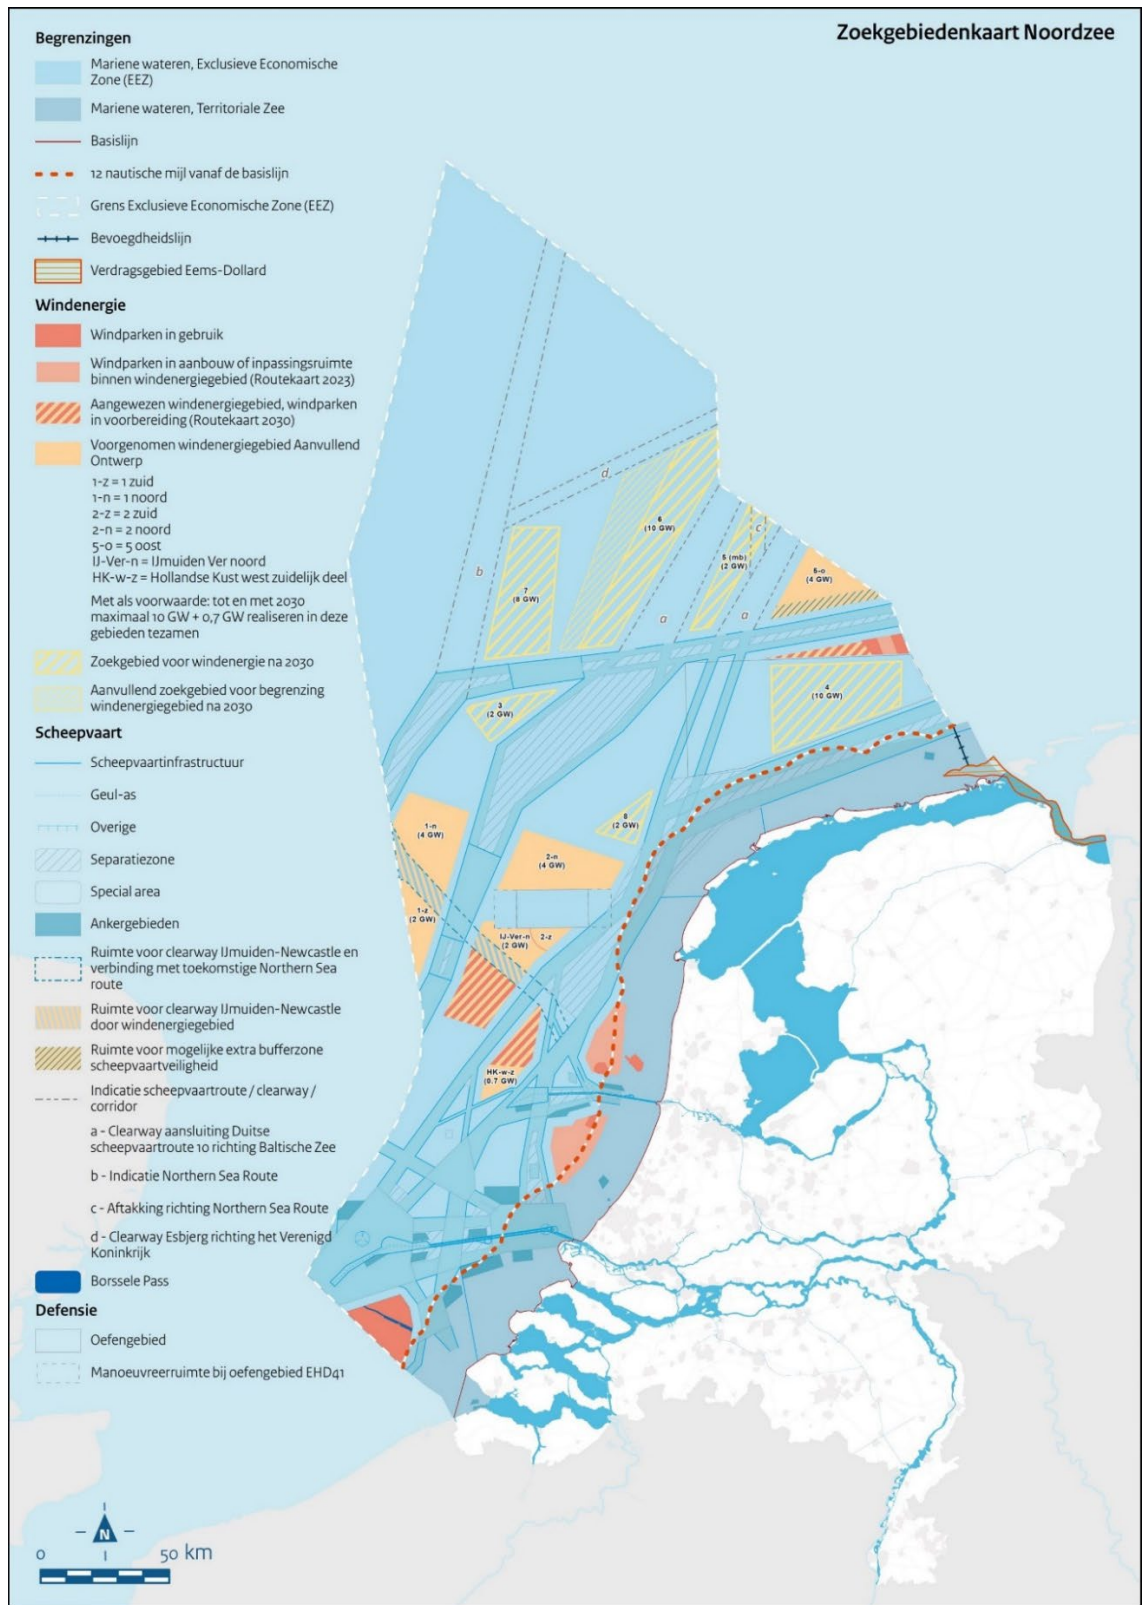 Zoekgebiedenkaart Noordzee
Begrenzingen
Mariene wateren, Exclusieve Economische
Zone (EEZ)
Mariene wateren, Territoriale Zee
Basislijn
12 nautische mijl vanaf de basislijn
Grens Exclusieve Economische Zone (EEZ)
Bevoegdheidslijn
Verdragsgebied Eems-Dollard
Windenergie
Windparken in gebruik
Windparken in aanbouw of inpassingsruimte
binnen windenergiegebied (Routekaart 2023)
Aangewezen windenergiegebied, windparken
in voorbereiding (Routekaart 2030)
Voorgenomen windenergiegebied Aanvullend
Ontwerp
1-z = 1 zuid
1-n = 1 noord
2-z = 2 zuid
2-n = 2 noord
5-o = 5 oost
IJ-Ver-n = IJmuiden Ver noord
HK-w-z = Hollandse Kust west zuidelijk deel
Met als voorwaarde: tot en met 2030
maximaal 10 GW + 0,7 GW realiseren in deze
gebieden tezamen
Zoekgebied voor windenergie na 2030
Aanvullend zoekgebied voor begrenzing
windenergiegebied na 2030
Scheepvaart
Scheepvaartinfrastuctuur
Geul-as
Overige
Separatiezone
Special area
Ankergebieden
Ruimte voor clearway IJmuiden-Newcastle en
verbinding met toekomstige Northern Sea
route
Ruimte voor clearway IJmuiden-Newcastle
door windenergiegebied
Ruimte voor mogelijke extra bufferzone
scheepvaartveiligheid
Indicatie scheepvaartroute / clearway /
corridor
a - Clearway aansluiting Duitse
scheepvaartroute 10 richting Baltische Zee
b - Indicatie Northern Sea Route
c - Aftakking richting Northern Sea Route
d - Clearway Esbjerg richting het Verenigd
Koninkrijk
Borssele Pass
Defensie
Oefengebied
Manoeuvreerruimte bij oefengebied EHD41
N
0
50 km
d
6
(10 GW)
c
5 (mb)
(2 GW)
5-o
(4 GW)
b
7
(8 GW)
a
a
4
(10 GW)
3
(2 GW)
1-n
(4 GW)
8
(2 GW)
2-n
(4 GW)
1-z
(2 GW)
IJ-Ver-n
(2 GW)
2-z
HK-w-z
(0.7 GW)